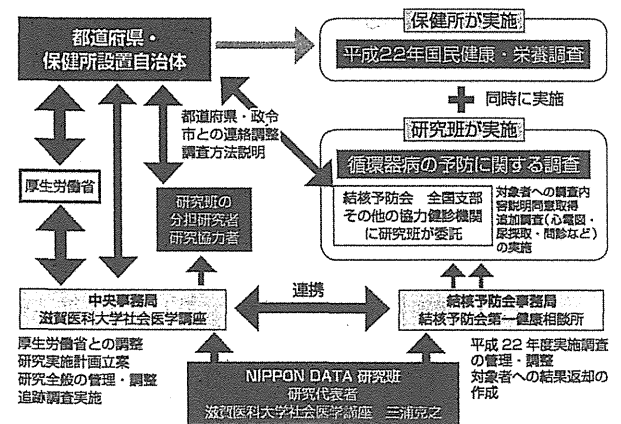 都道府県・
保健所設置自治体
保健所が実施
平成22年国民健康・栄養調査
同時に実施
都道府県・政令
市との連絡調整
調査方法説明
研究班が実施
循環器病の予防に関する調査
厚生労働省
研究班の
分担研究者
研究協力者
結核予防会　全国支部
その他の協力健診機関
に研究班が委託
対象者への調査内
容説明同意取得
追加調査(心電図・
尿採取・問診など)
の実施
中央事務局
滋賀医科大学社会医学講座
連携
結核予防会事務局
結核予防会第一健康相談所
厚生労働省との調整
研究実施計画立案
研究全般の管理・調整
追跡調査実施
平成22年度実施調査
の管理・調整
対象者への結果返却の
作成
NIPPON DATA 研究班
研究代表者
滋賀医科大学社会医学講座　三浦克之